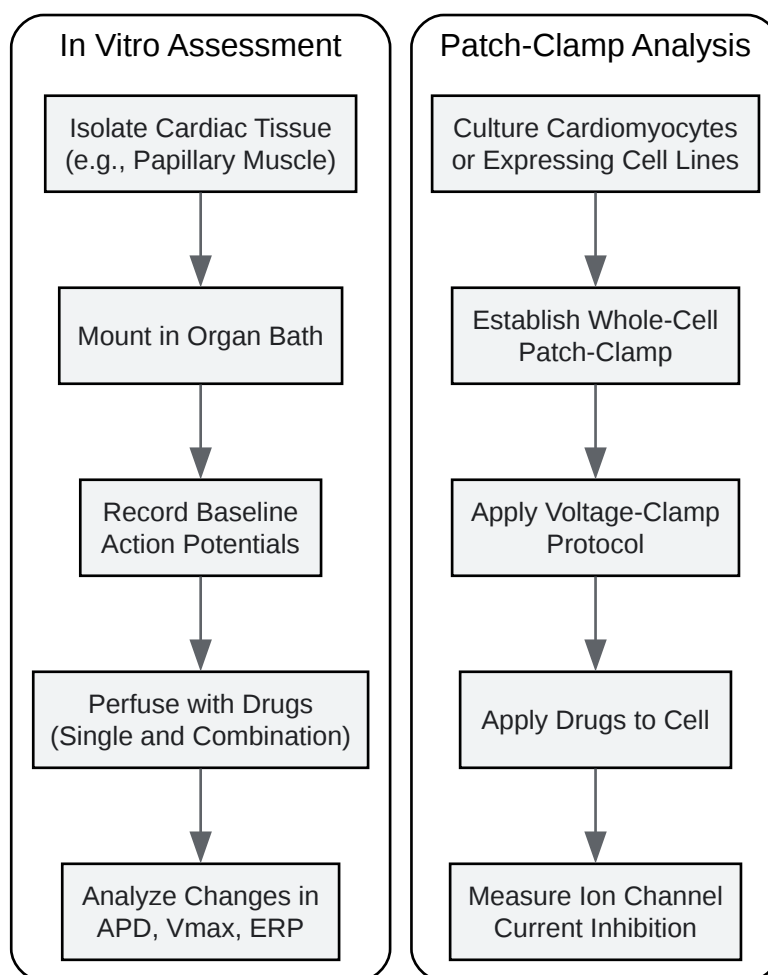 In Vitro Assessment
Isolate Cardiac Tissue
(e.g., Papillary Muscle)
Mount in Organ Bath
Record Baseline
Action Potentials
Perfuse with Drugs
(Single and Combination)
Analyze Changes in
APD, Vmax, ERP
Patch-Clamp Analysis
Culture Cardiomyocytes
or Expressing Cell Lines
Establish Whole-Cell
Patch-Clamp
Apply Voltage-Clamp
Protocol
Apply Drugs to Cell
Measure Ion Channel
Current Inhibition